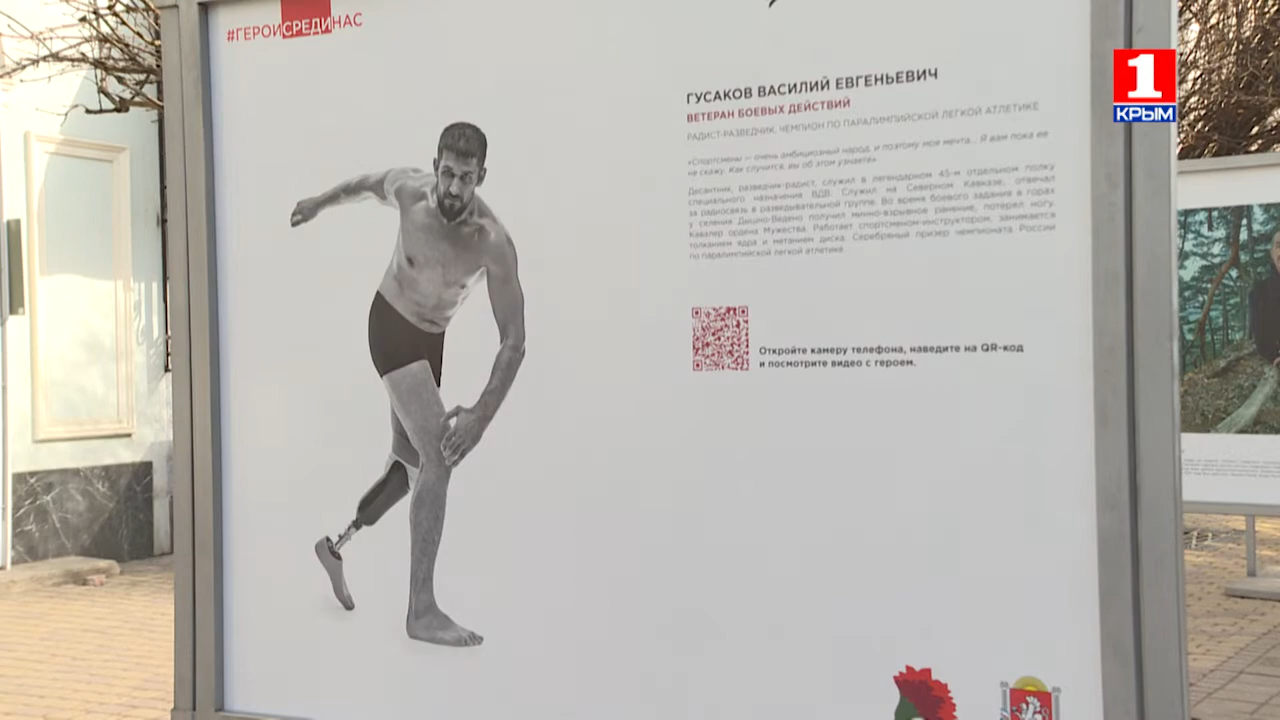 #ГЕРОИСРЕДИНАС
1
КРЫМ
ГУСАКОВ ВАСИЛИЙ ЕВГЕНЬЕВИЧ
ВЕТЕРАН БОЕВЫХ ДЕЙСТВИЙ
РАДИСТ-РАЗВЕДЧИК, ЧЕМПИОН ПО ПАРАЛИМПИЙСКОЙ ЛЕГКОЙ АТЛЕТИКЕ
«Спортсмены — очень амбициозный народ, и поэтому моя мечта... Я вам пока ее
не скажу. Как случится, вы об этом узнаете»
Десантник, разведчик-радист, служил в легендарном 45-м отдельном полку
специального назначения ВДВ. Служил на Северном Кавказе, отвечал
за радиосвязь в разведывательной группе. Во время боевого задания в горах
у селения Дышно-Ведено получил минно-взрывное ранение, потерял ногу.
Кавалер ордена Мужества. Работает спортсменом-инструктором, занимается
толканием ядра и метанием диска. Серебряный призер чемпионата России
по паралимпийской легкой атлетике.
Откройте камеру телефона, наведите на QR-код
и посмотрите видео с героем.